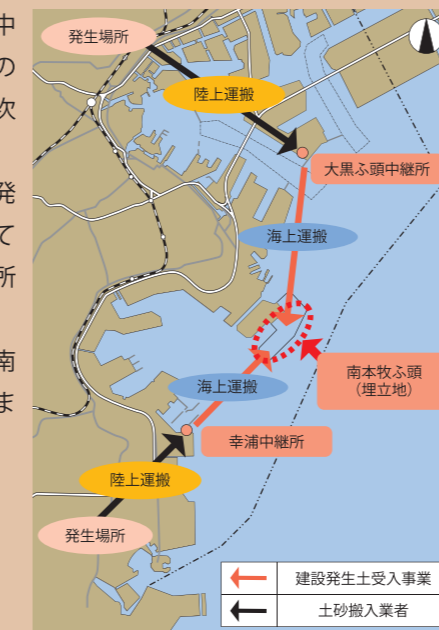 中
の
次
発
て
所
南
ま
発生場所
陸上運搬
大黒ふ頭中継所
海上運搬
南本牧ふ頭
（埋立地）
海上運搬
幸浦中継所
陸上運搬
発生場所
建設発生土受入事業
土砂搬入業者